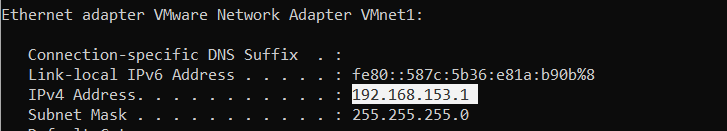 Ethernet adapter VMware Network Adapter VMnet1:
Connection-specific DNS Suffix  . :
Link-local IPv6 Address . . . . . : fe80::587c:5b36:e81a:b90b%8
IPv4 Address. . . . . . . . . . . : 192.168.153.1
Subnet Mask . . . . . . . . . . . : 255.255.255.0